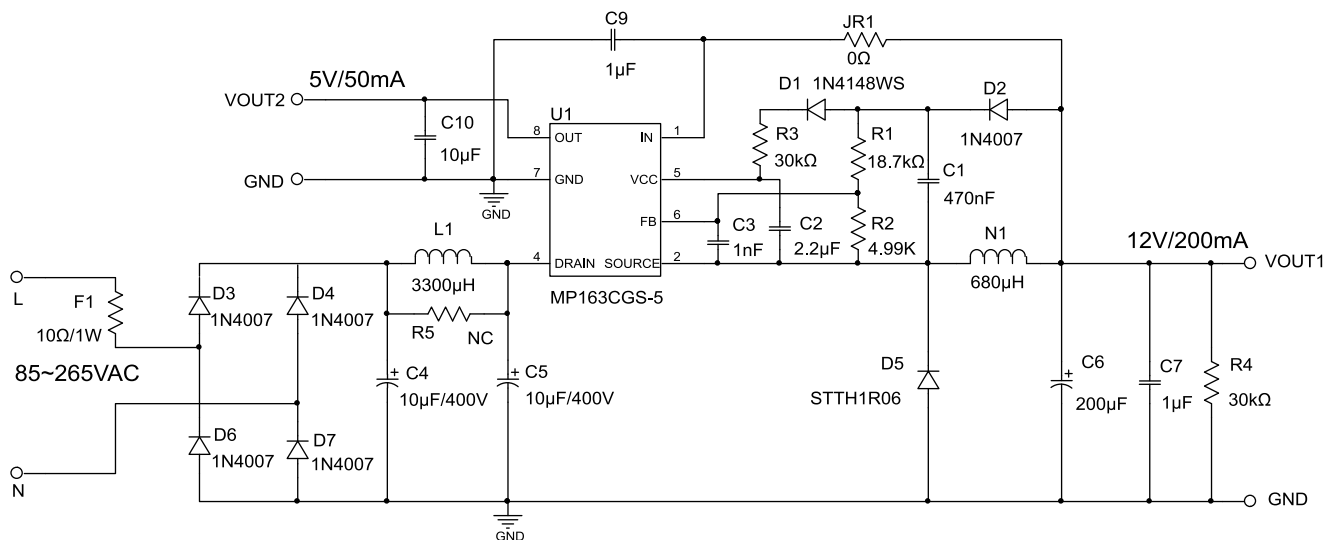 C9
1µF
JR1
0Ω
5V/50mA
VOUT2
C10
10µF
GND
GND
U1
8 OUT
IN 1
7 GND
VCC 5
FB 6
4 DRAIN
SOURCE 2
MP163CGS-5
D1 1N4148WS
D2
1N4007
R3
30kΩ
R1
18.7kΩ
C1
470nF
C3
1nF
C2
2.2µF
R2
4.99K
N1
680µH
12V/200mA
VOUT1
L1
3300µH
R5
NC
L
F1
10Ω/1W
D3
1N4007
D4
1N4007
85~265VAC
C4
+
10µF/400V
C5
+
10µF/400V
D5
STTH1R06
C6
+
200µF
C7
1µF
R4
30kΩ
D6
1N4007
D7
1N4007
N
GND
GND